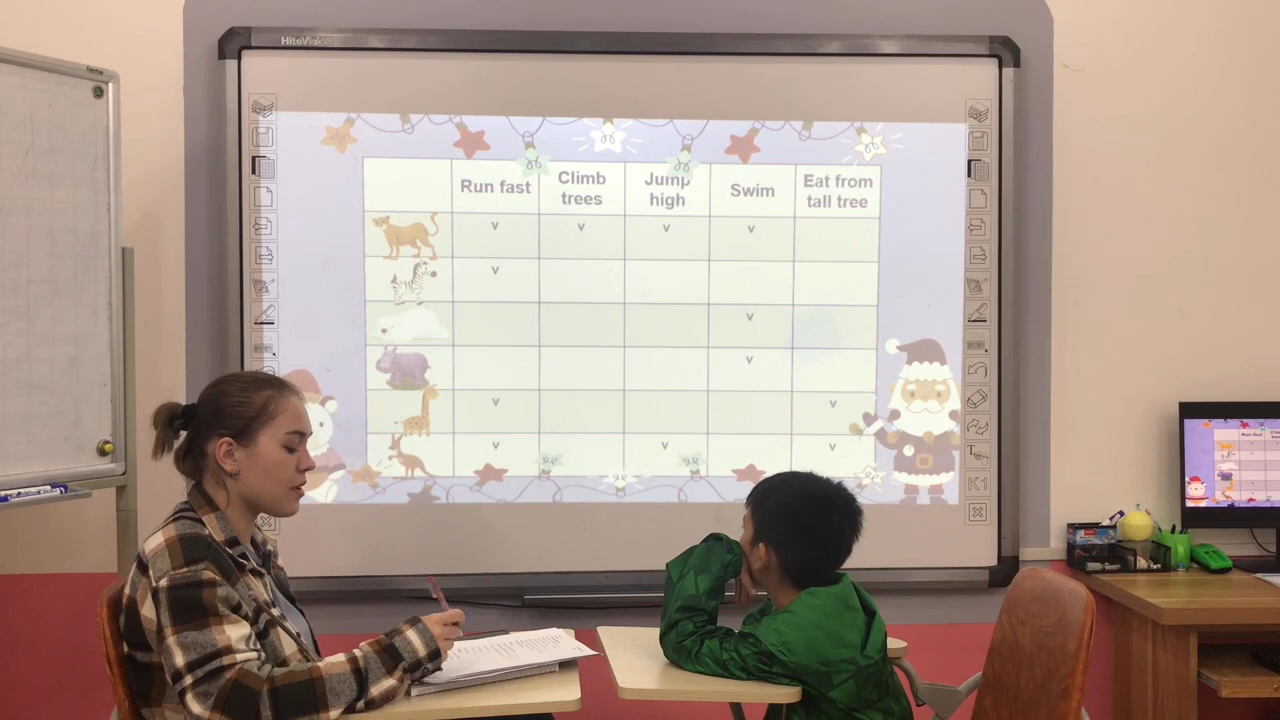 HiteVision
Run fast
Climb
trees
Jump
high
Swim
Eat from
tall tree
v v v v
v
v
v
v v
v v v
T
K1